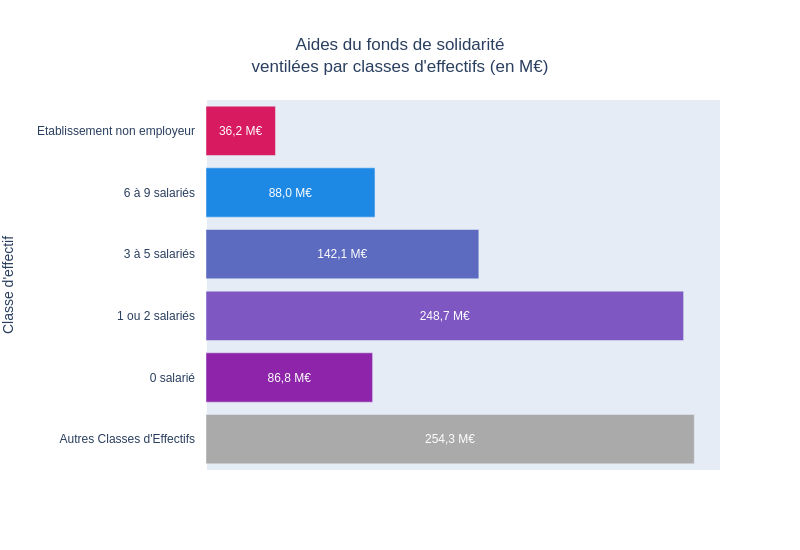 Aides du fonds de solidarité
ventilées par classes d'effectifs (en M€)
Classe d'effectif
Etablissement non employeur
36,2 M€
6 à 9 salariés
88,0 M€
3 à 5 salariés
142,1 M€
1 ou 2 salariés
248,7 M€
0 salarié
86,8 M€
Autres Classes d'Effectifs
254,3 M€